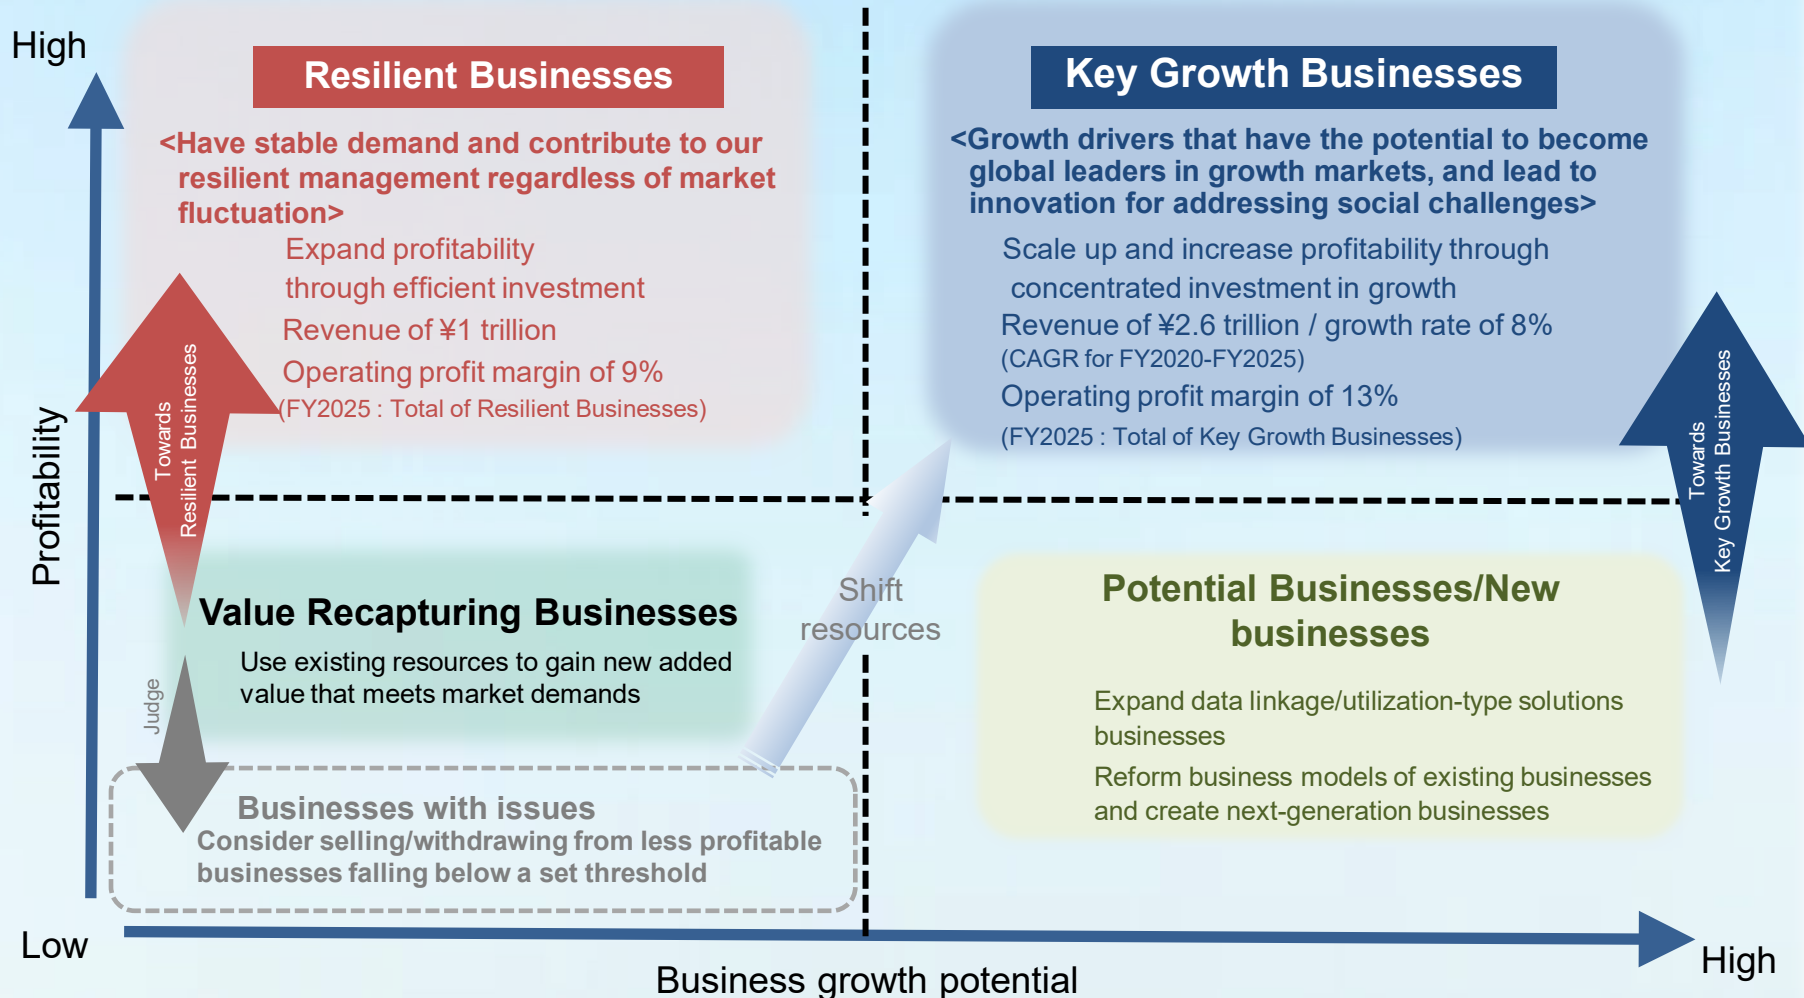 High
Resilient Businesses
<Have stable demand and contribute to our
resilient management regardless of market
fluctuation>
Expand profitability
through efficient investment
Revenue of ¥1 trillion
Operating profit margin of 9%
(FY2025 : Total of Resilient Businesses)
Key Growth Businesses
<Growth drivers that have the potential to become
global leaders in growth markets, and lead to
innovation for addressing social challenges>
Scale up and increase profitability through
concentrated investment in growth
Revenue of ¥2.6 trillion / growth rate of 8%
(CAGR for FY2020-FY2025)
Operating profit margin of 13%
(FY2025 : Total of Key Growth Businesses)
Profitability
Towards
Resilient Businesses
Towards
Key Growth Businesses
Value Recapturing Businesses
Use existing resources to gain new added
value that meets market demands
Judge
Shift
resources
Potential Businesses/New
businesses
Expand data linkage/utilization-type solutions
businesses
Reform business models of existing businesses
and create next-generation businesses
Businesses with issues
Consider selling/withdrawing from less profitable
businesses falling below a set threshold
Low
Business growth potential
High